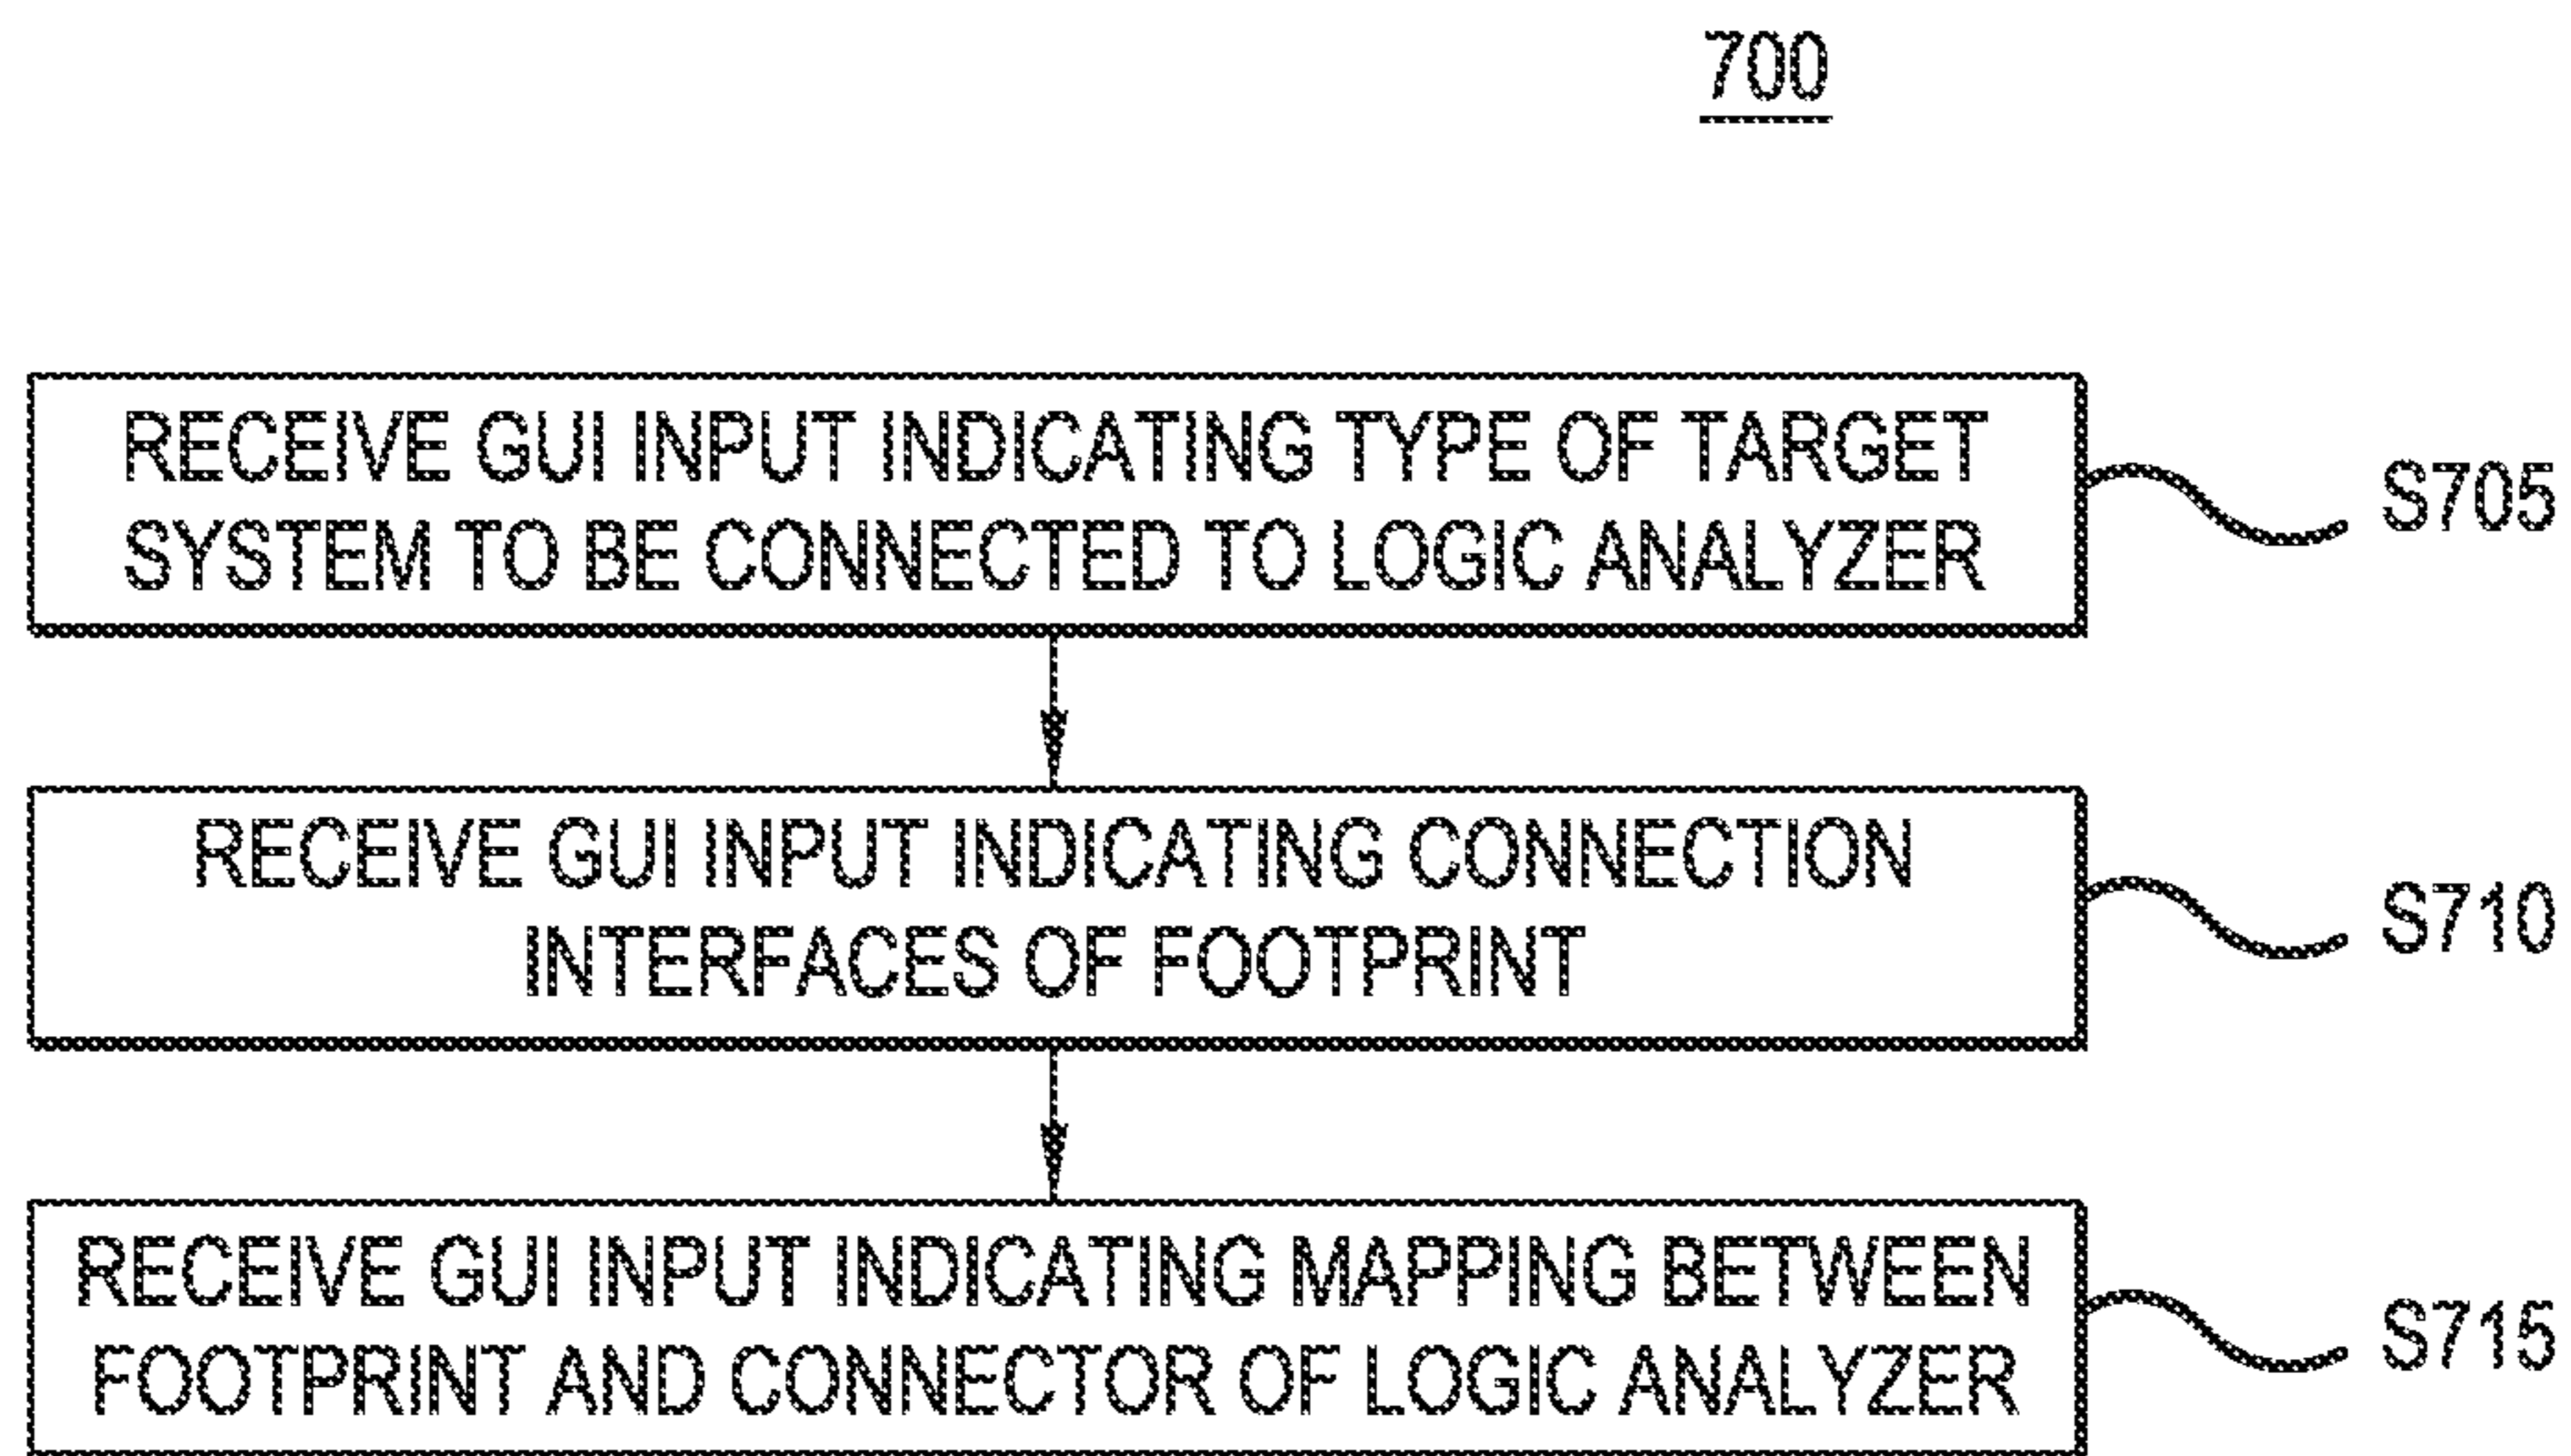 700
RECEIVE GUI INPUT INDICATING TYPE OF TARGET
SYSTEM TO BE CONNECTED TO LOGIC ANALYZER
S705
RECEIVE GUI INPUT INDICATING CONNECTION
INTERFACES OF FOOTPRINT
S710
RECEIVE GUI INPUT INDICATING MAPPING BETWEEN
FOOTPRINT AND CONNECTOR OF LOGIC ANALYZER
S715